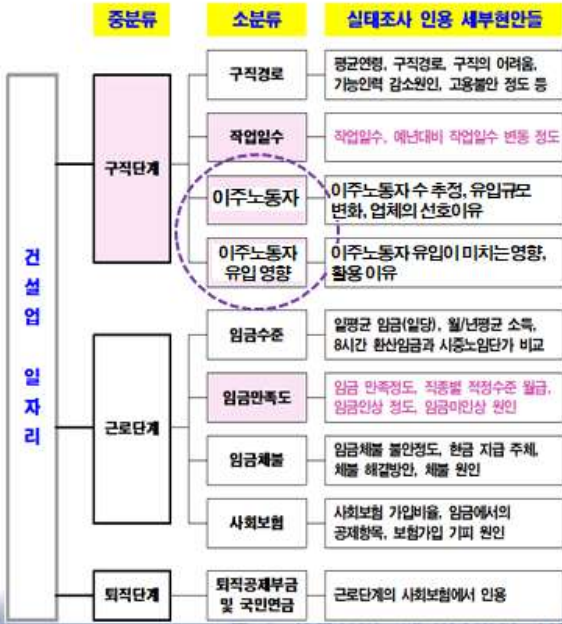 중분류
소분류
실태조사 인용 세부현안들
건설업 일자리
구직단계
구직경로
평균연령, 구직경로, 구직의 어려움,
가능인력 감소원인, 고용불안 정도 등
작업일수
작업일수, 예년대비 작업일수 변동 정도
이주노동자
이주노동자 수 추정, 유입규모
변화, 업체의 선호이유
이주노동자
유입 영향
이주노동자 유입이 미치는 영향,
활용 이유
근로단계
임금수준
일평균 임금(일당), 월/년평균 소득,
8시간 환산임금과 시중노임단가 비교
임금만족도
임금 만족정도, 직종별 적정수준 월급,
임금인상 정도, 임금미인상 원인
임금체불
임금체불 불안정도, 현금 지급 주체,
체불 해결방안, 체불 원인
사회보험
사회보험 가입비율, 임금에서의
공제항목, 보험가입 기피 원인
퇴직단계
퇴직공제부금
및 국민연금
근로단계의 사회보험에서 인용